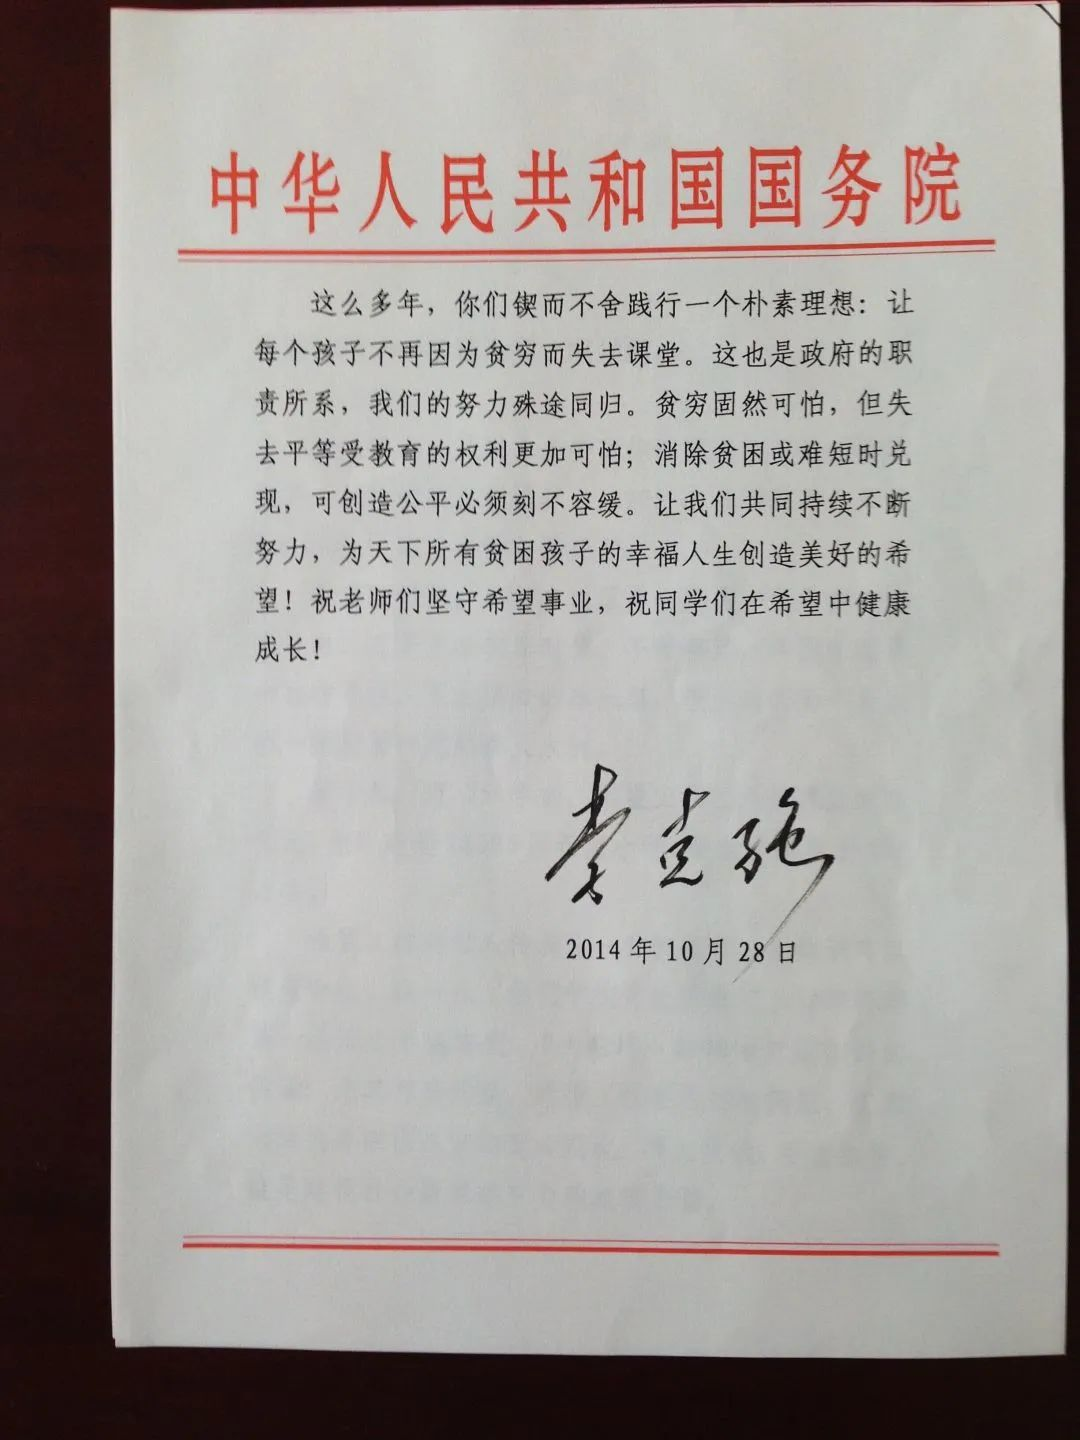 中华人民共和国国务院
这么多年，你们锲而不舍践行一个朴素理想：让
每个孩子不再因为贫穷而失去课堂。这也是政府的职
责所系，我们的努力殊途同归。贫穷固然可怕，但失
去平等受教育的权利更加可怕；消除贫困或难短时兑
现，可创造公平必须刻不容缓。让我们共同持续不断
努力，为天下所有贫困孩子的幸福人生创造美好的希
望！祝老师们坚守希望事业，祝同学们在希望中健康
成长！
李克强
2014年10月28日